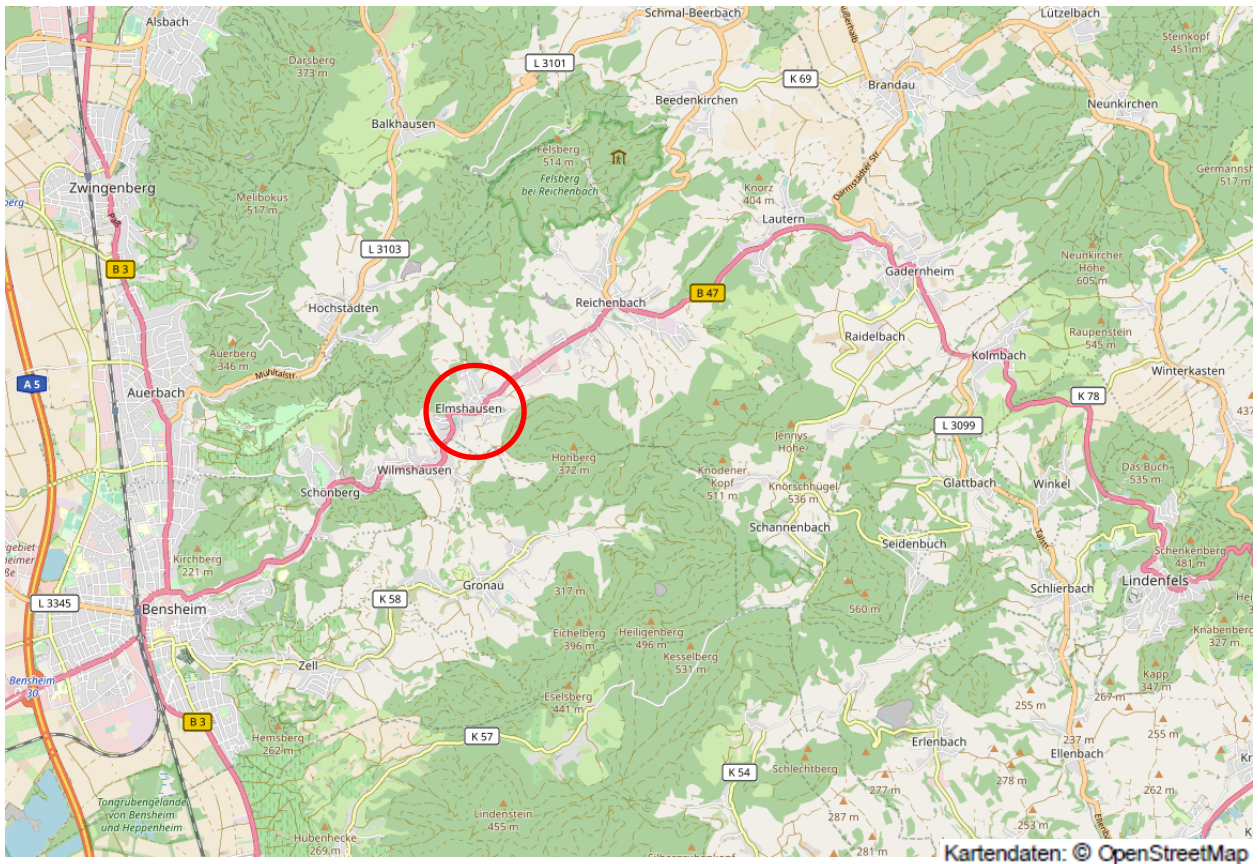 Alsbach
Darsberg
373 m
Schmal-Beerbach
Lützelbach
Steinkopf
451 m
L 3101
K 69
Brandau
Beedenkirchen
Neunkirchen
Balkhausen
Felsberg
514 m
Felsberg
bei Reichenbach
Zwingenberg
Melibokus
517 m
Knorz
404 m
Lautern
Darmstädter Str.
L 3103
B 3
Gadernheim
Neunkircher
Höhe
605 m
B 47
Hochstädten
Reichenbach
Raidelbach
Raupenstein
545 m
Kolmbach
Auerberg
346 m
Winterkasten
Mühltalstr.
A 5
Auerbach
K 78
Elmshausen
L 3099
Jennys
Höhe
Hohberg
372 m
Wilmshausen
Knodener
Kopf
511 m
Das Buch
535 m
Schönberg
Knörschhügel
536 m
Glattbach
Winkel
Schannenbach
Seidenbuch
Talstr.
Kirchberg
221 m
Schenkenberg
481 m
Gronau
317 m
Schlierbach
Lindenfels
L 3345
Bensheim
K 58
560 m
Eichelberg
396 m
Heiligenberg
496 m
Knabenberg
327 m
Kesselberg
531 m
Zell
Kapp
347 m
Bensheim
30
Eselsberg
441 m
267 m
255 m
255 m
B 3
Hemsberg
262 m
K 57
237 m
Erlenbach
Ellenbach
K 54
Schlechtberg
277 m
278 m
262 m
Tongrubengelände
von Bensheim
und Heppenheim
Lindenstein
455 m
287 m
253 m
Hubenhecke
269 m
281 m
Kartendaten: © OpenStreetMap